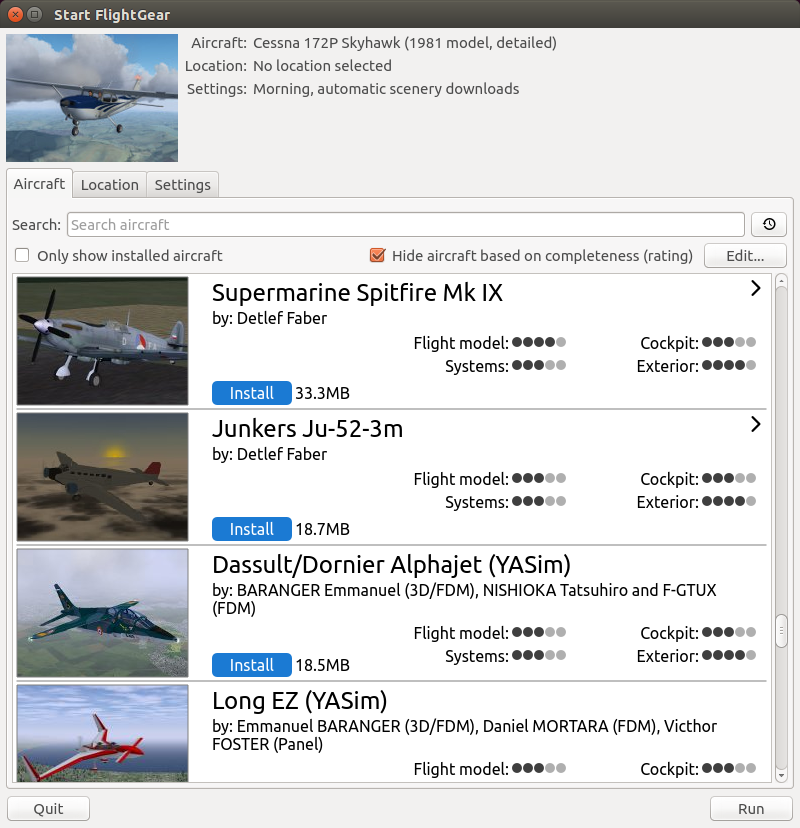 Start FlightGear
Aircraft: Cessna 172P Skyhawk (1981 model, detailed)
Location: No location selected
Settings: Morning, automatic scenery downloads
Aircraft Location Settings
Search: Search aircraft
Only show installed aircraft Hide aircraft based on completeness (rating) Edit...
Supermarine Spitfire Mk IX
by: Detlef Faber
Flight model: Cockpit:
Systems: Exterior:
Install 33.3MB
Junkers Ju-52-3m
by: Detlef Faber
Flight model: Cockpit:
Systems: Exterior:
Install 18.7MB
Dassult/Dornier Alphajet (YASim)
by: BARANGER Emmanuel (3D/FDM), NISHIOKA Tatsuhiro and F-GTUX
(FDM)
Flight model: Cockpit:
Systems: Exterior:
Install 18.5MB
Long EZ (YASim)
by: Emmanuel BARANGER (3D/FDM), Daniel MORTARA (FDM), Victhor
FOSTER (Panel)
Flight model: Cockpit:
Quit Run